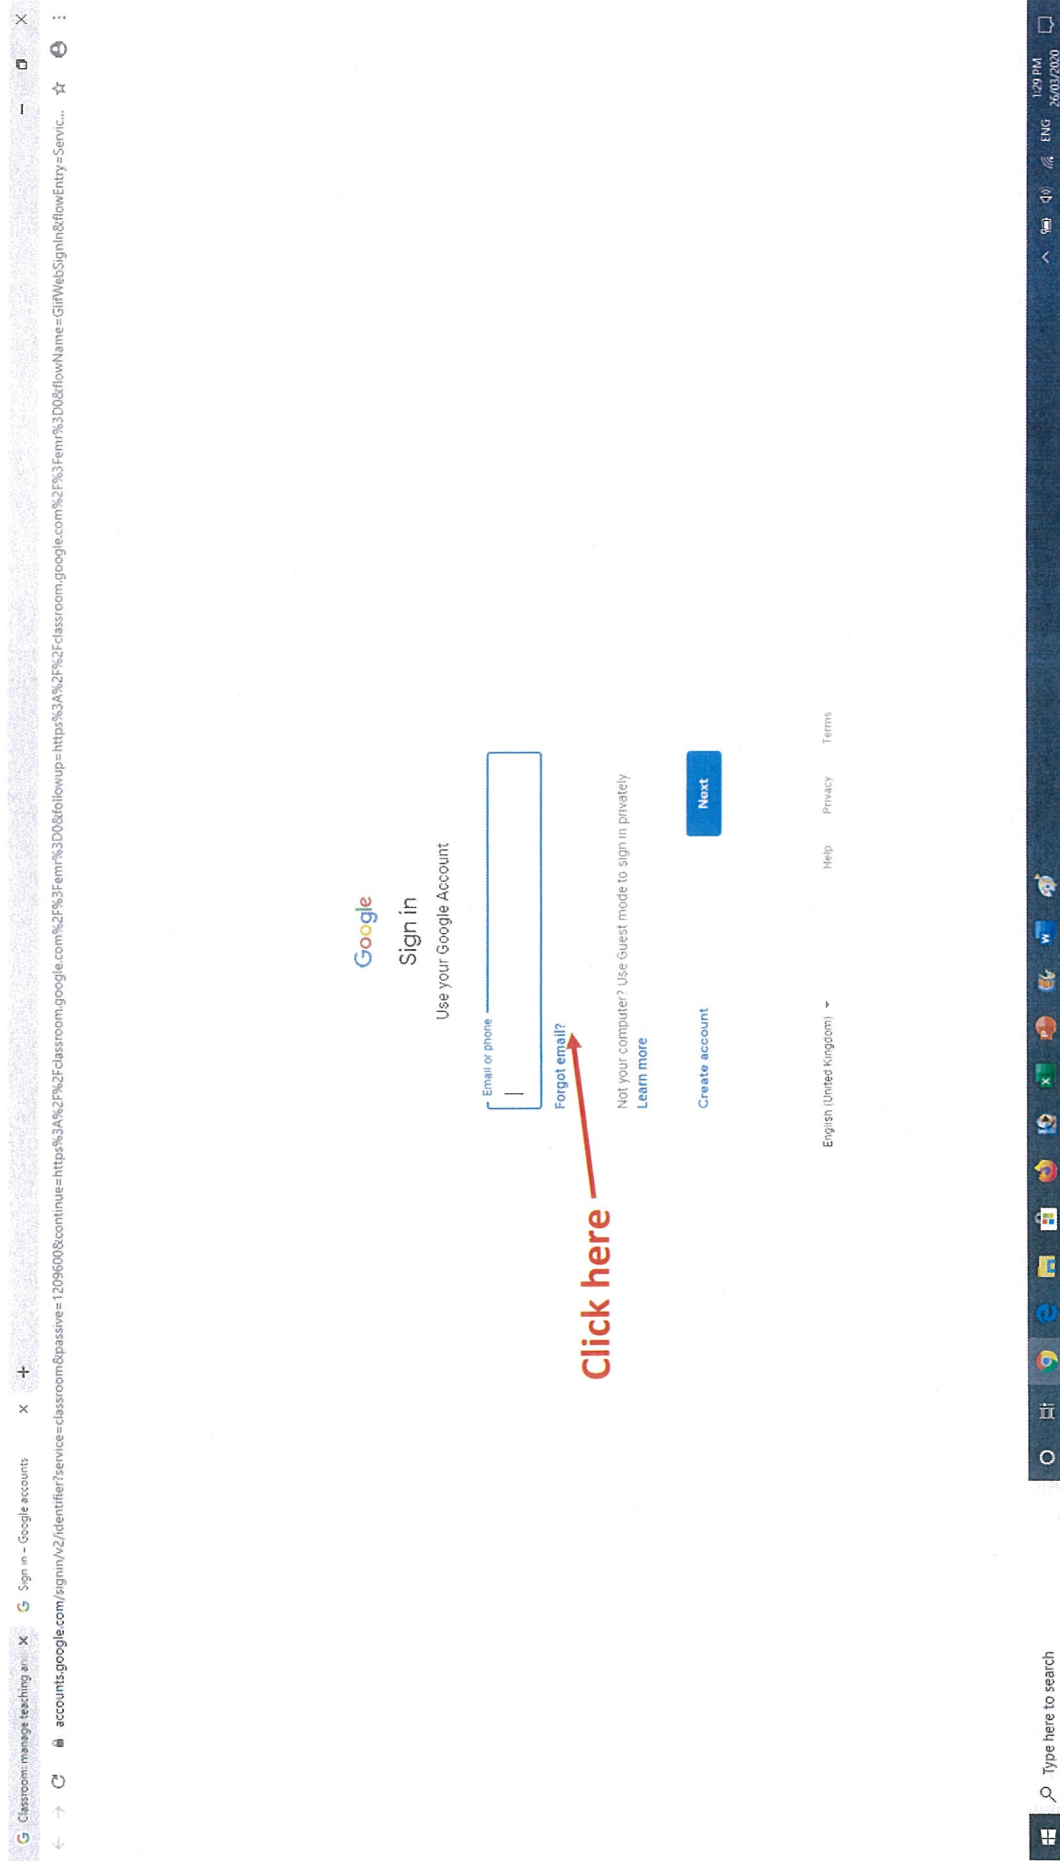 Classroom: manage teaching an
Sign in – Google accounts
accounts.google.com/signin/v2/identifier?service=classroom&passive=1209600&continue=https%3A%2F%2Fclassroom.google.com%2F%3Femr%3D0&followup=https%3A%2F%2Fclassroom.google.com%2F%3Femr%3D0&flowName=GlifWebSignIn&flowEntry=Servic...
Google
Sign in
Use your Google Account
Email or phone
Forgot email?
Click here
Not your computer? Use Guest mode to sign in privately
Learn more
Create account
Next
English (United Kingdom)
Help
Privacy
Terms
Type here to search
ENG
1:29 PM
26/03/2020